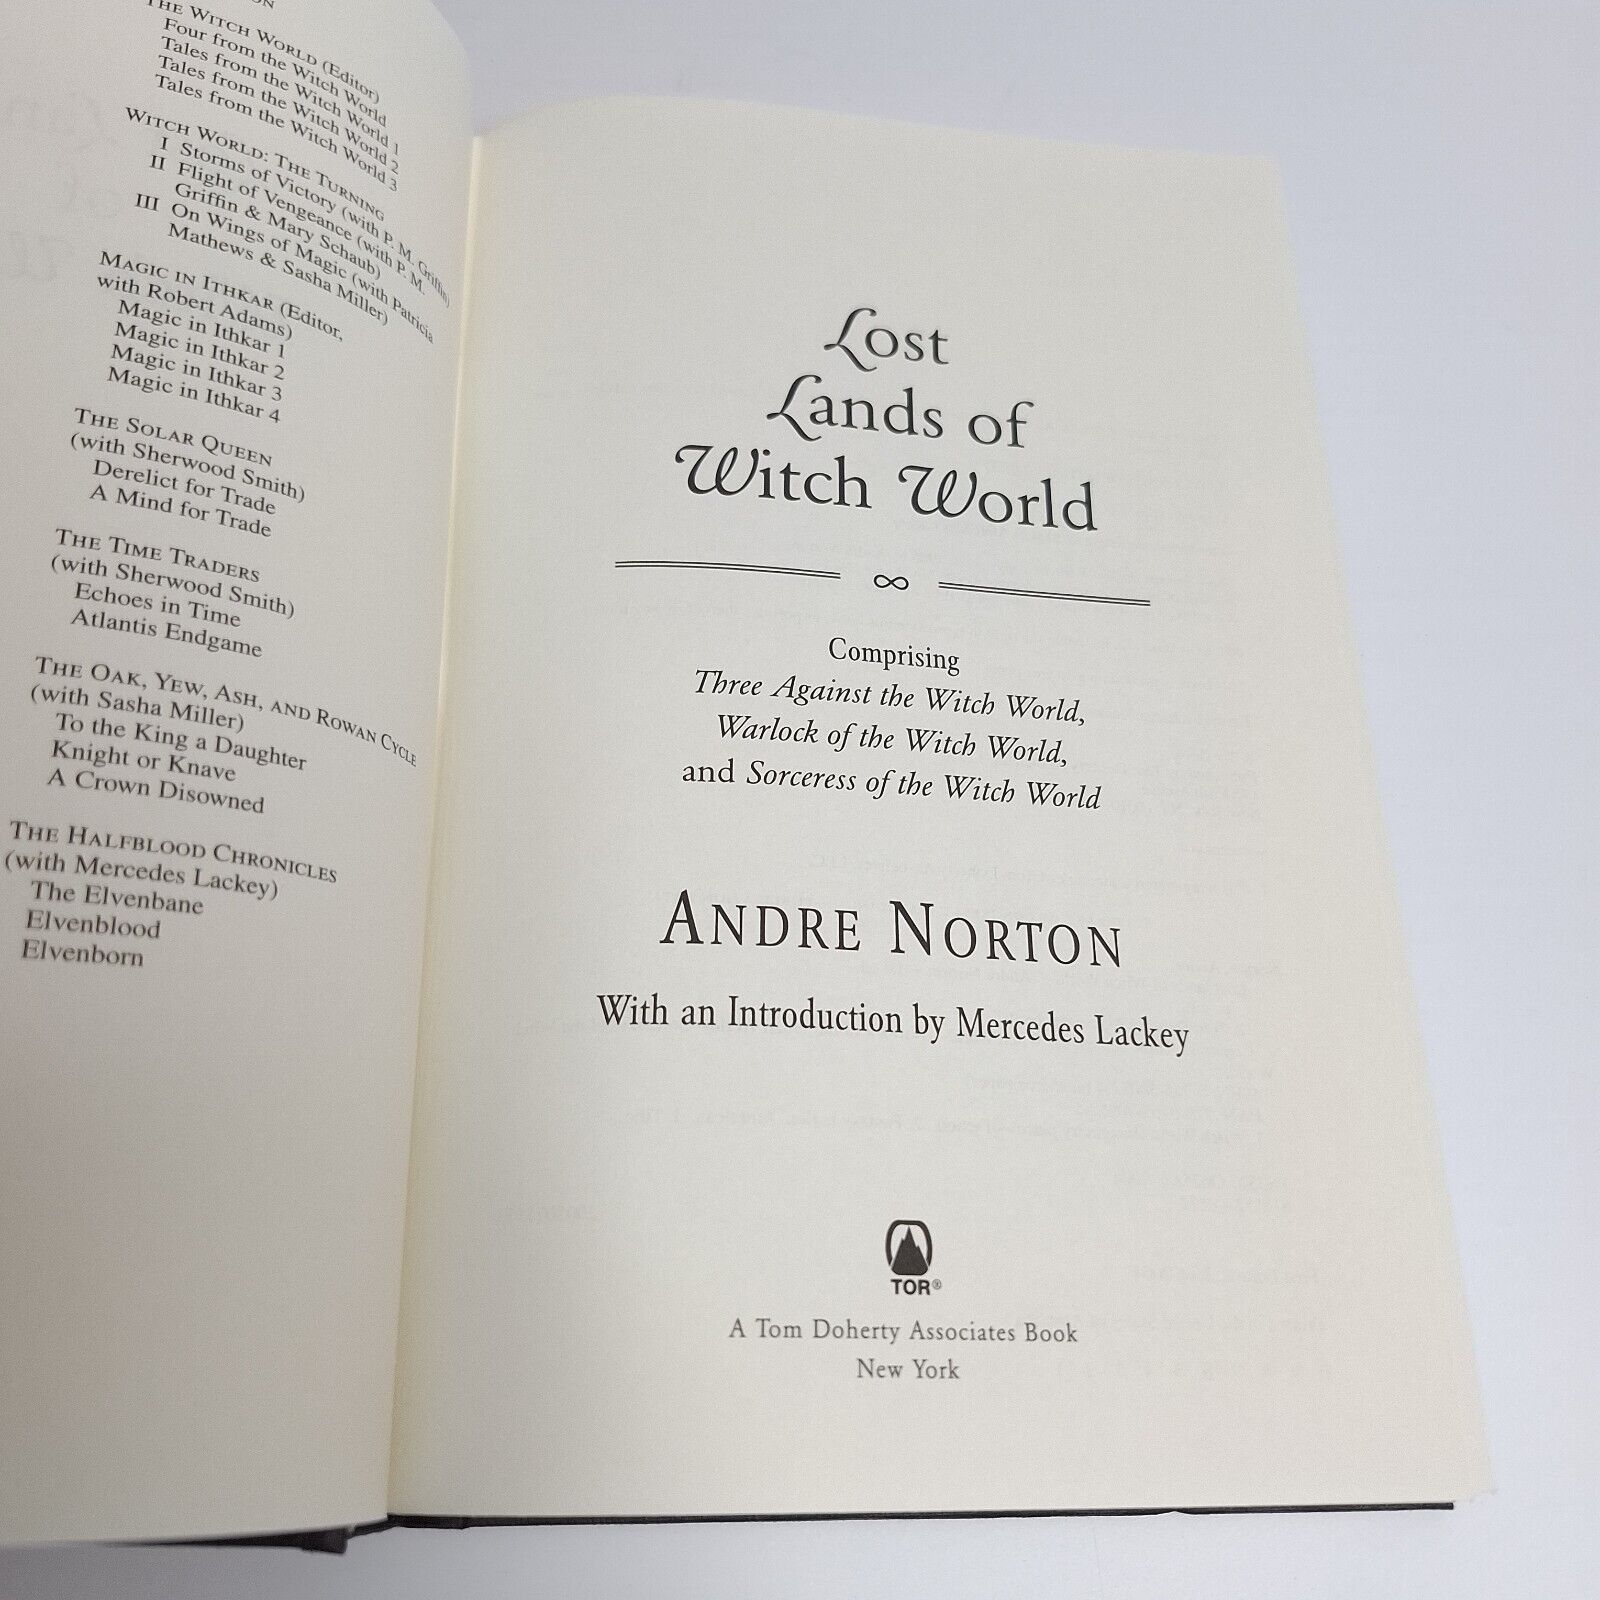 ON
THE WITCH WORLD (Editor)
Four from the Witch World
Tales from the Witch World 1
Tales from the Witch World 2
Tales from the Witch World 3
WITCH WORLD: THE TURNING
I Storms of Victory (with P. M. Griffin)
II Flight of Vengeance (with P. M.
Griffin & Mary Schaub)
III On Wings of Magic (with Patricia
Mathews & Sasha Miller)
MAGIC IN ITHKAR (Editor,
with Robert Adams)
Magic in Ithkar 1
Magic in Ithkar 2
Magic in Ithkar 3
Magic in Ithkar 4
THE SOLAR QUEEN
(with Sherwood Smith)
Derelict for Trade
A Mind for Trade
THE TIME TRADERS
(with Sherwood Smith)
Echoes in Time
Atlantis Endgame
THE OAK, YEW, ASH, AND ROWAN CYCLE
(with Sasha Miller)
To the King a Daughter
Knight or Knave
A Crown Disowned
THE HALFBLOOD CHRONICLES
(with Mercedes Lackey)
The Elvenbane
Elvenblood
Elvenborn
Lost
Lands of
Witch World
Comprising
Three Against the Witch World,
Warlock of the Witch World,
and Sorceress of the Witch World
ANDRE NORTON
With an Introduction by Mercedes Lackey
TOR®
A Tom Doherty Associates Book
New York